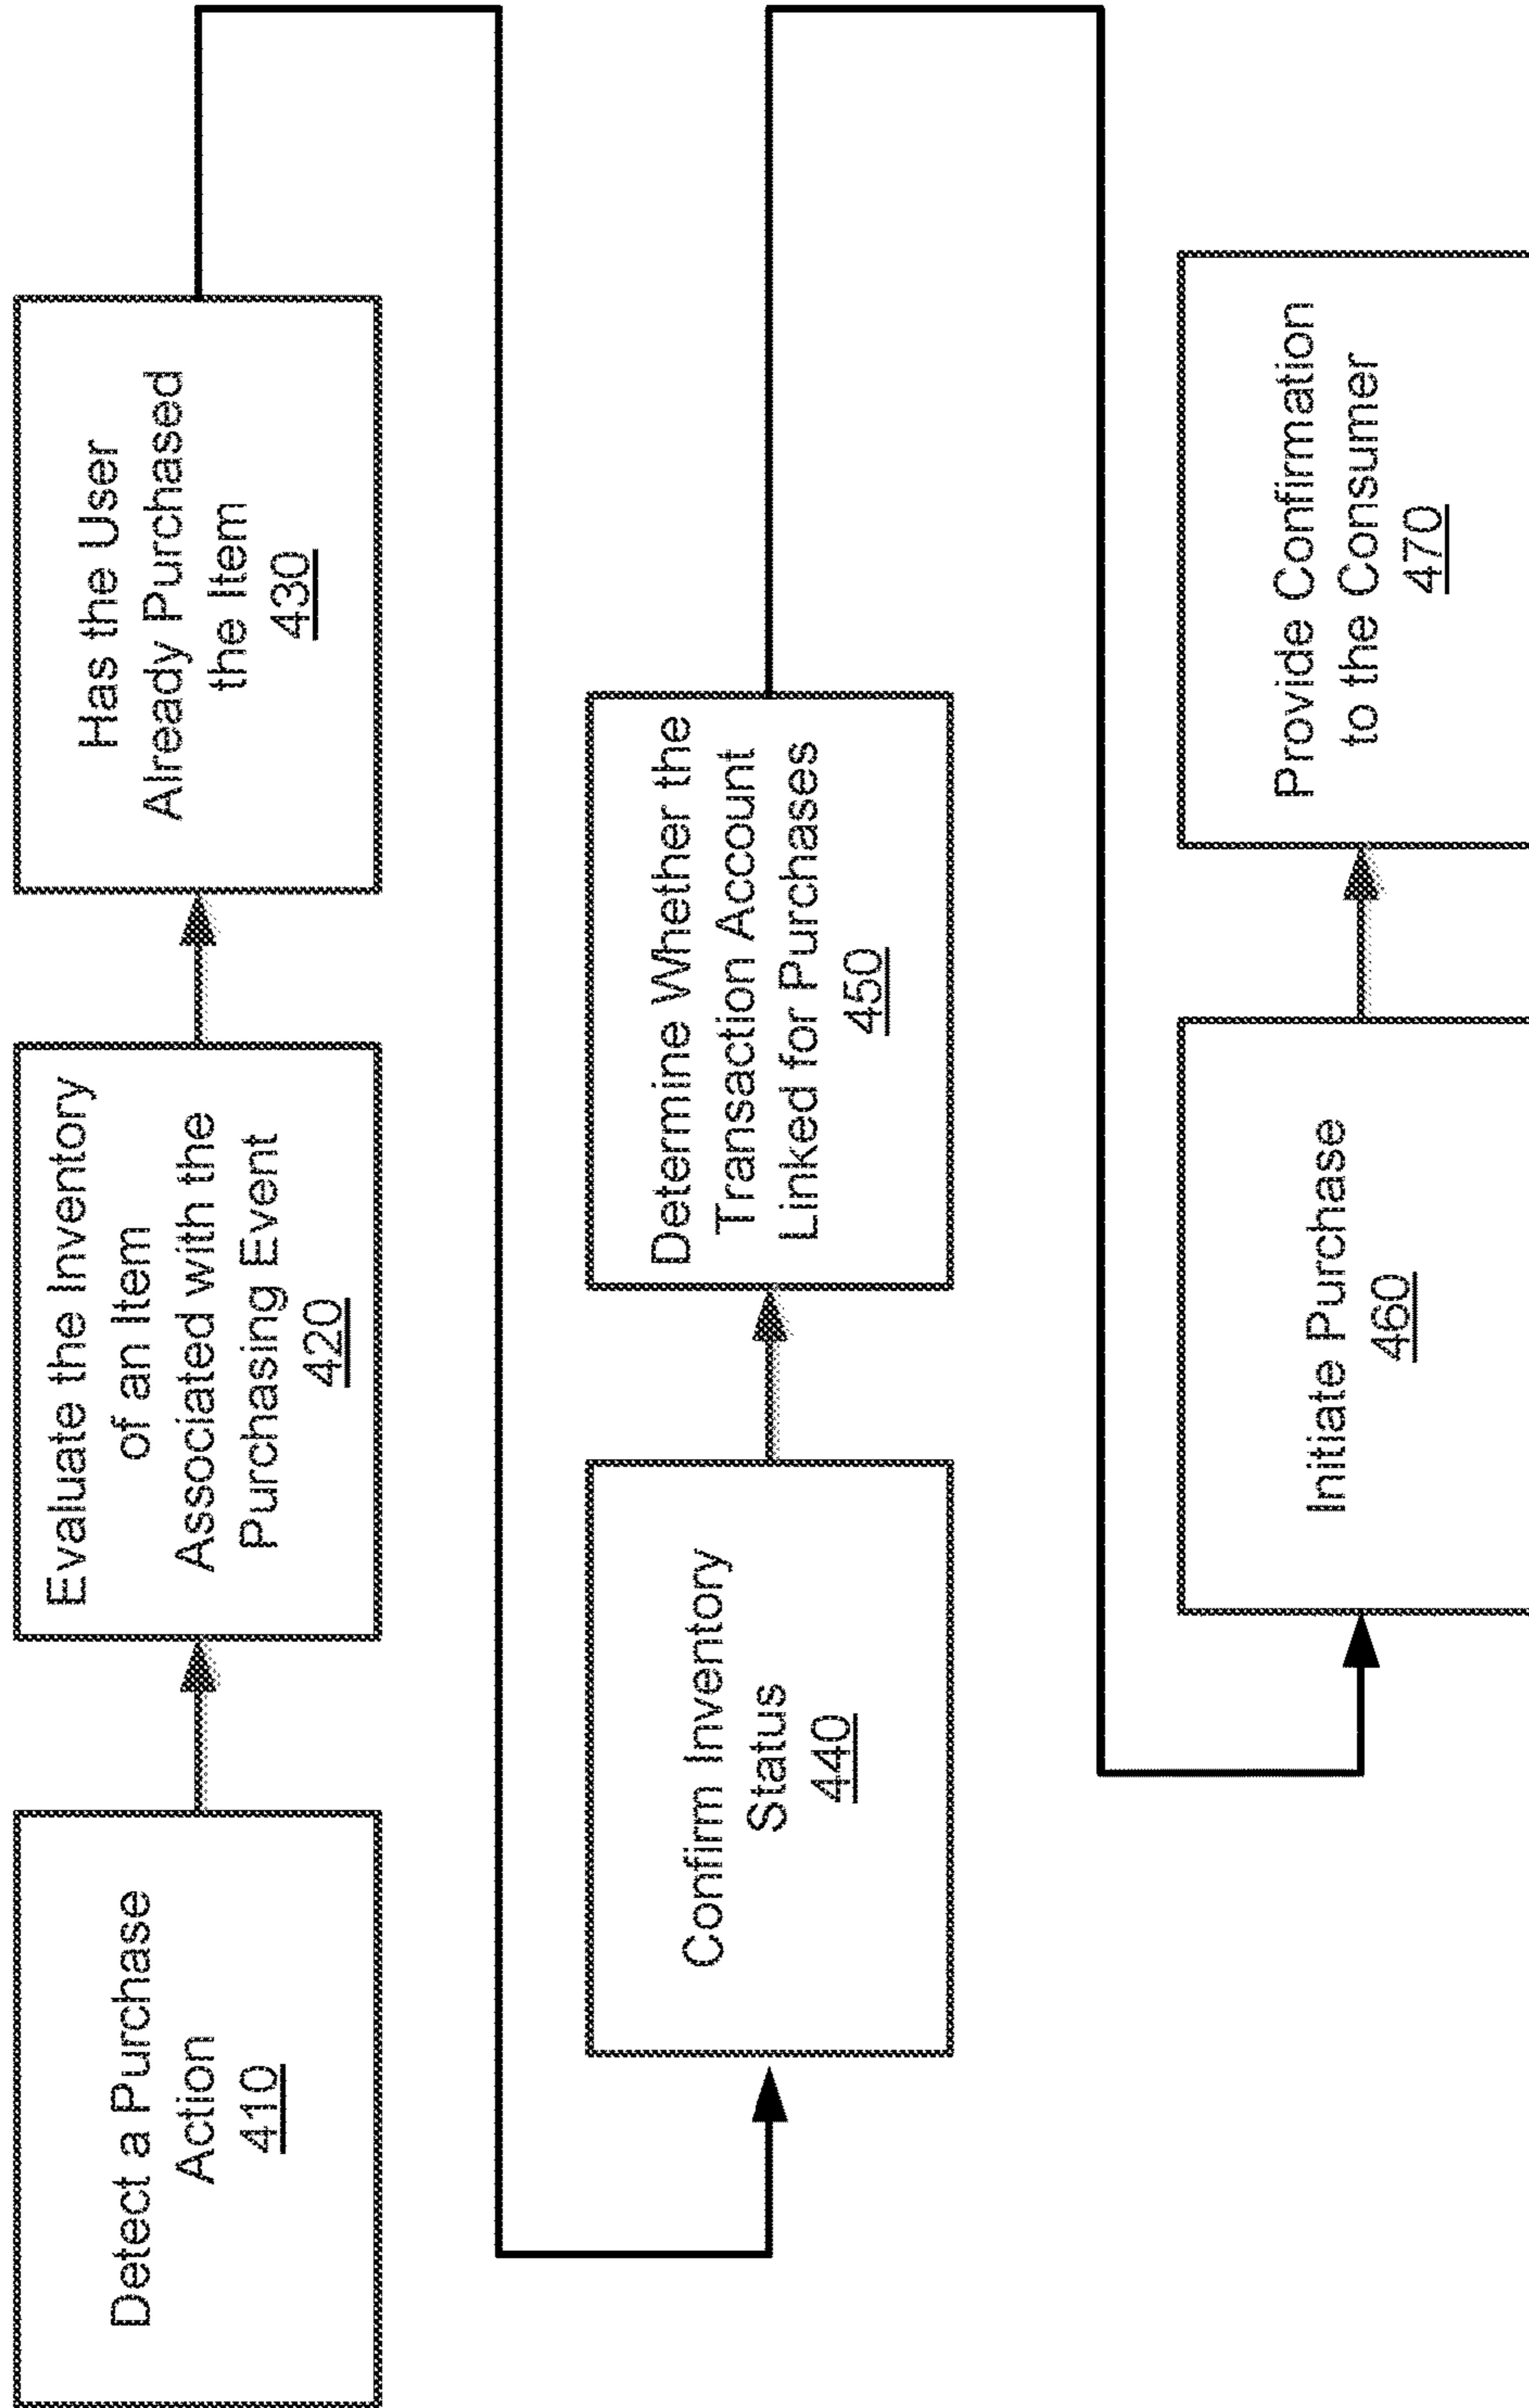 Detect a Purchase
Action
410
Evaluate the Inventory
of an Item
Associated with the
Purchasing Event
420
Has the User
Already Purchased
the Item
430
Confirm Inventory
Status
440
Determine Whether the
Transaction Account
Linked for Purchases
450
Initiate Purchase
460
Provide Confirmation
to the Consumer
470